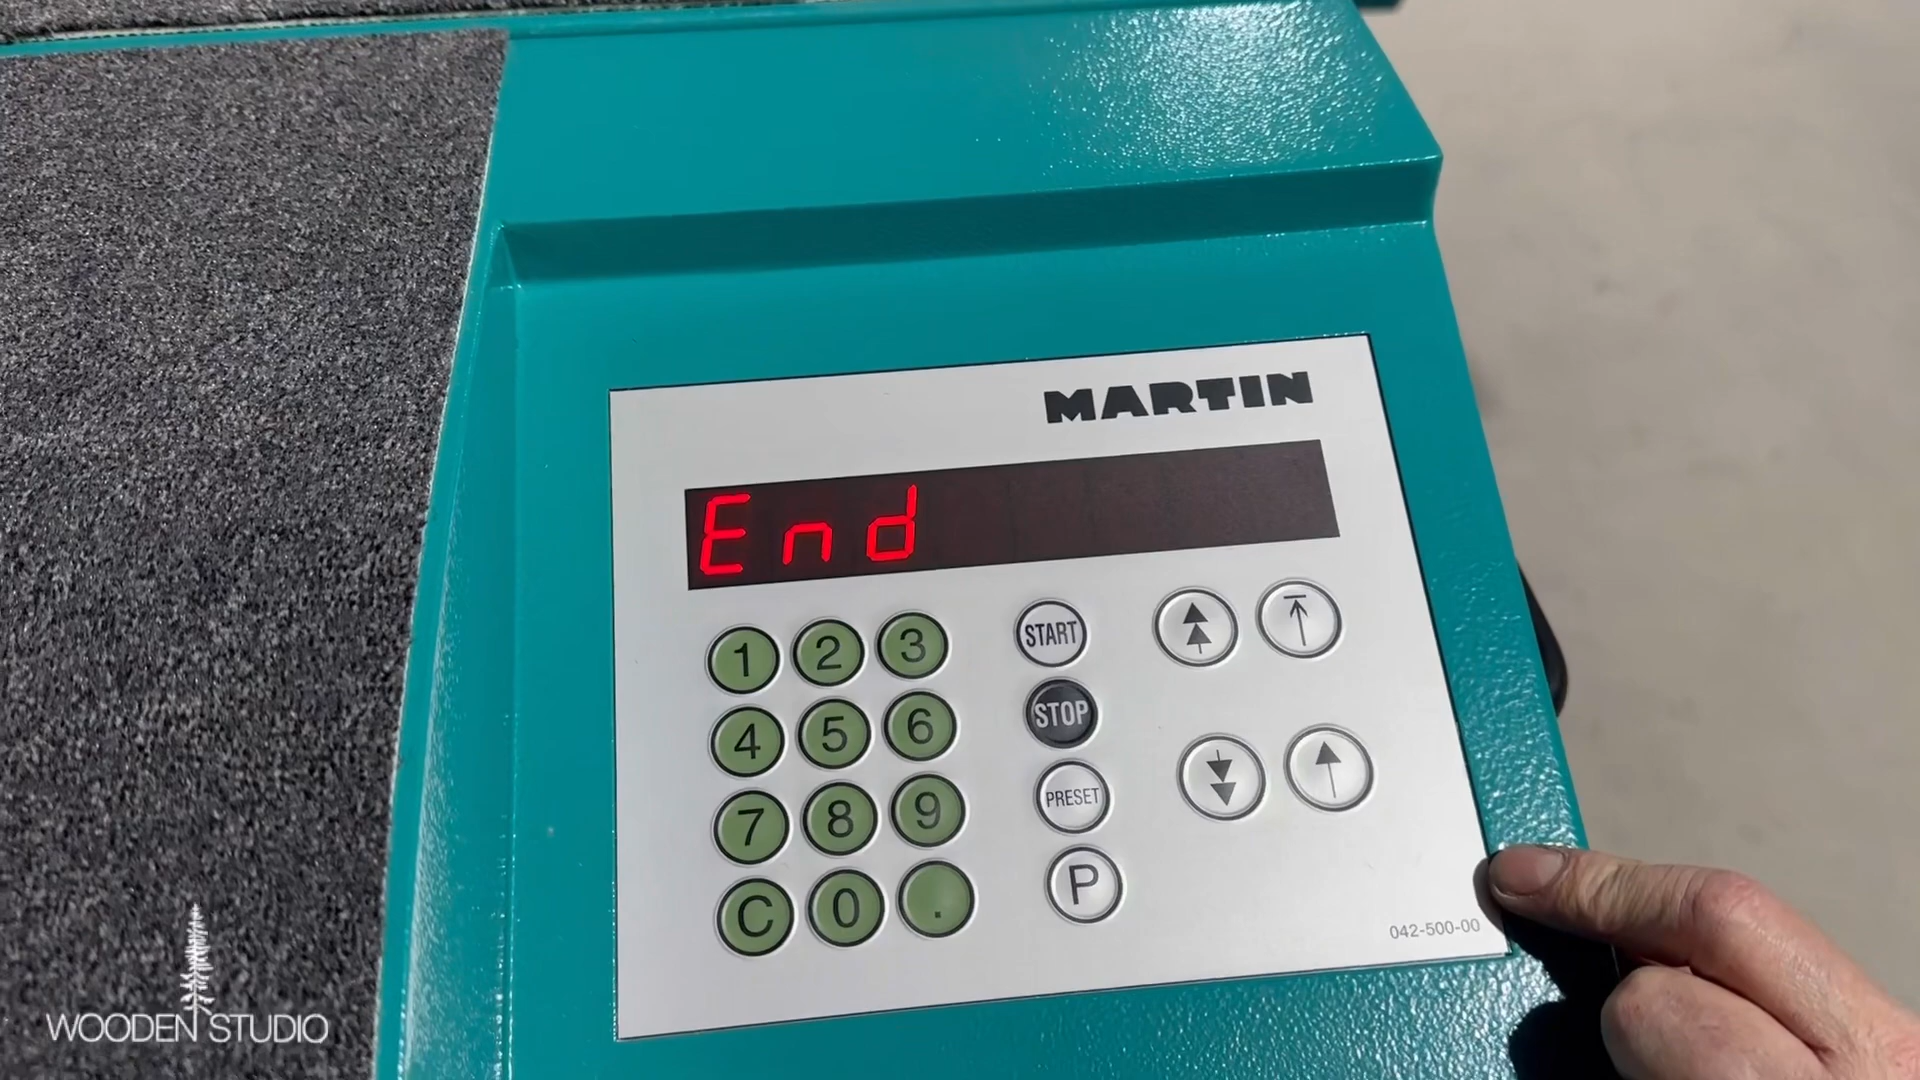 MARTIN
End
1 2 3 START
4 5 6 STOP
7 8 9 PRESET
C 0 . P
042-500-00
WOODEN STUDIO